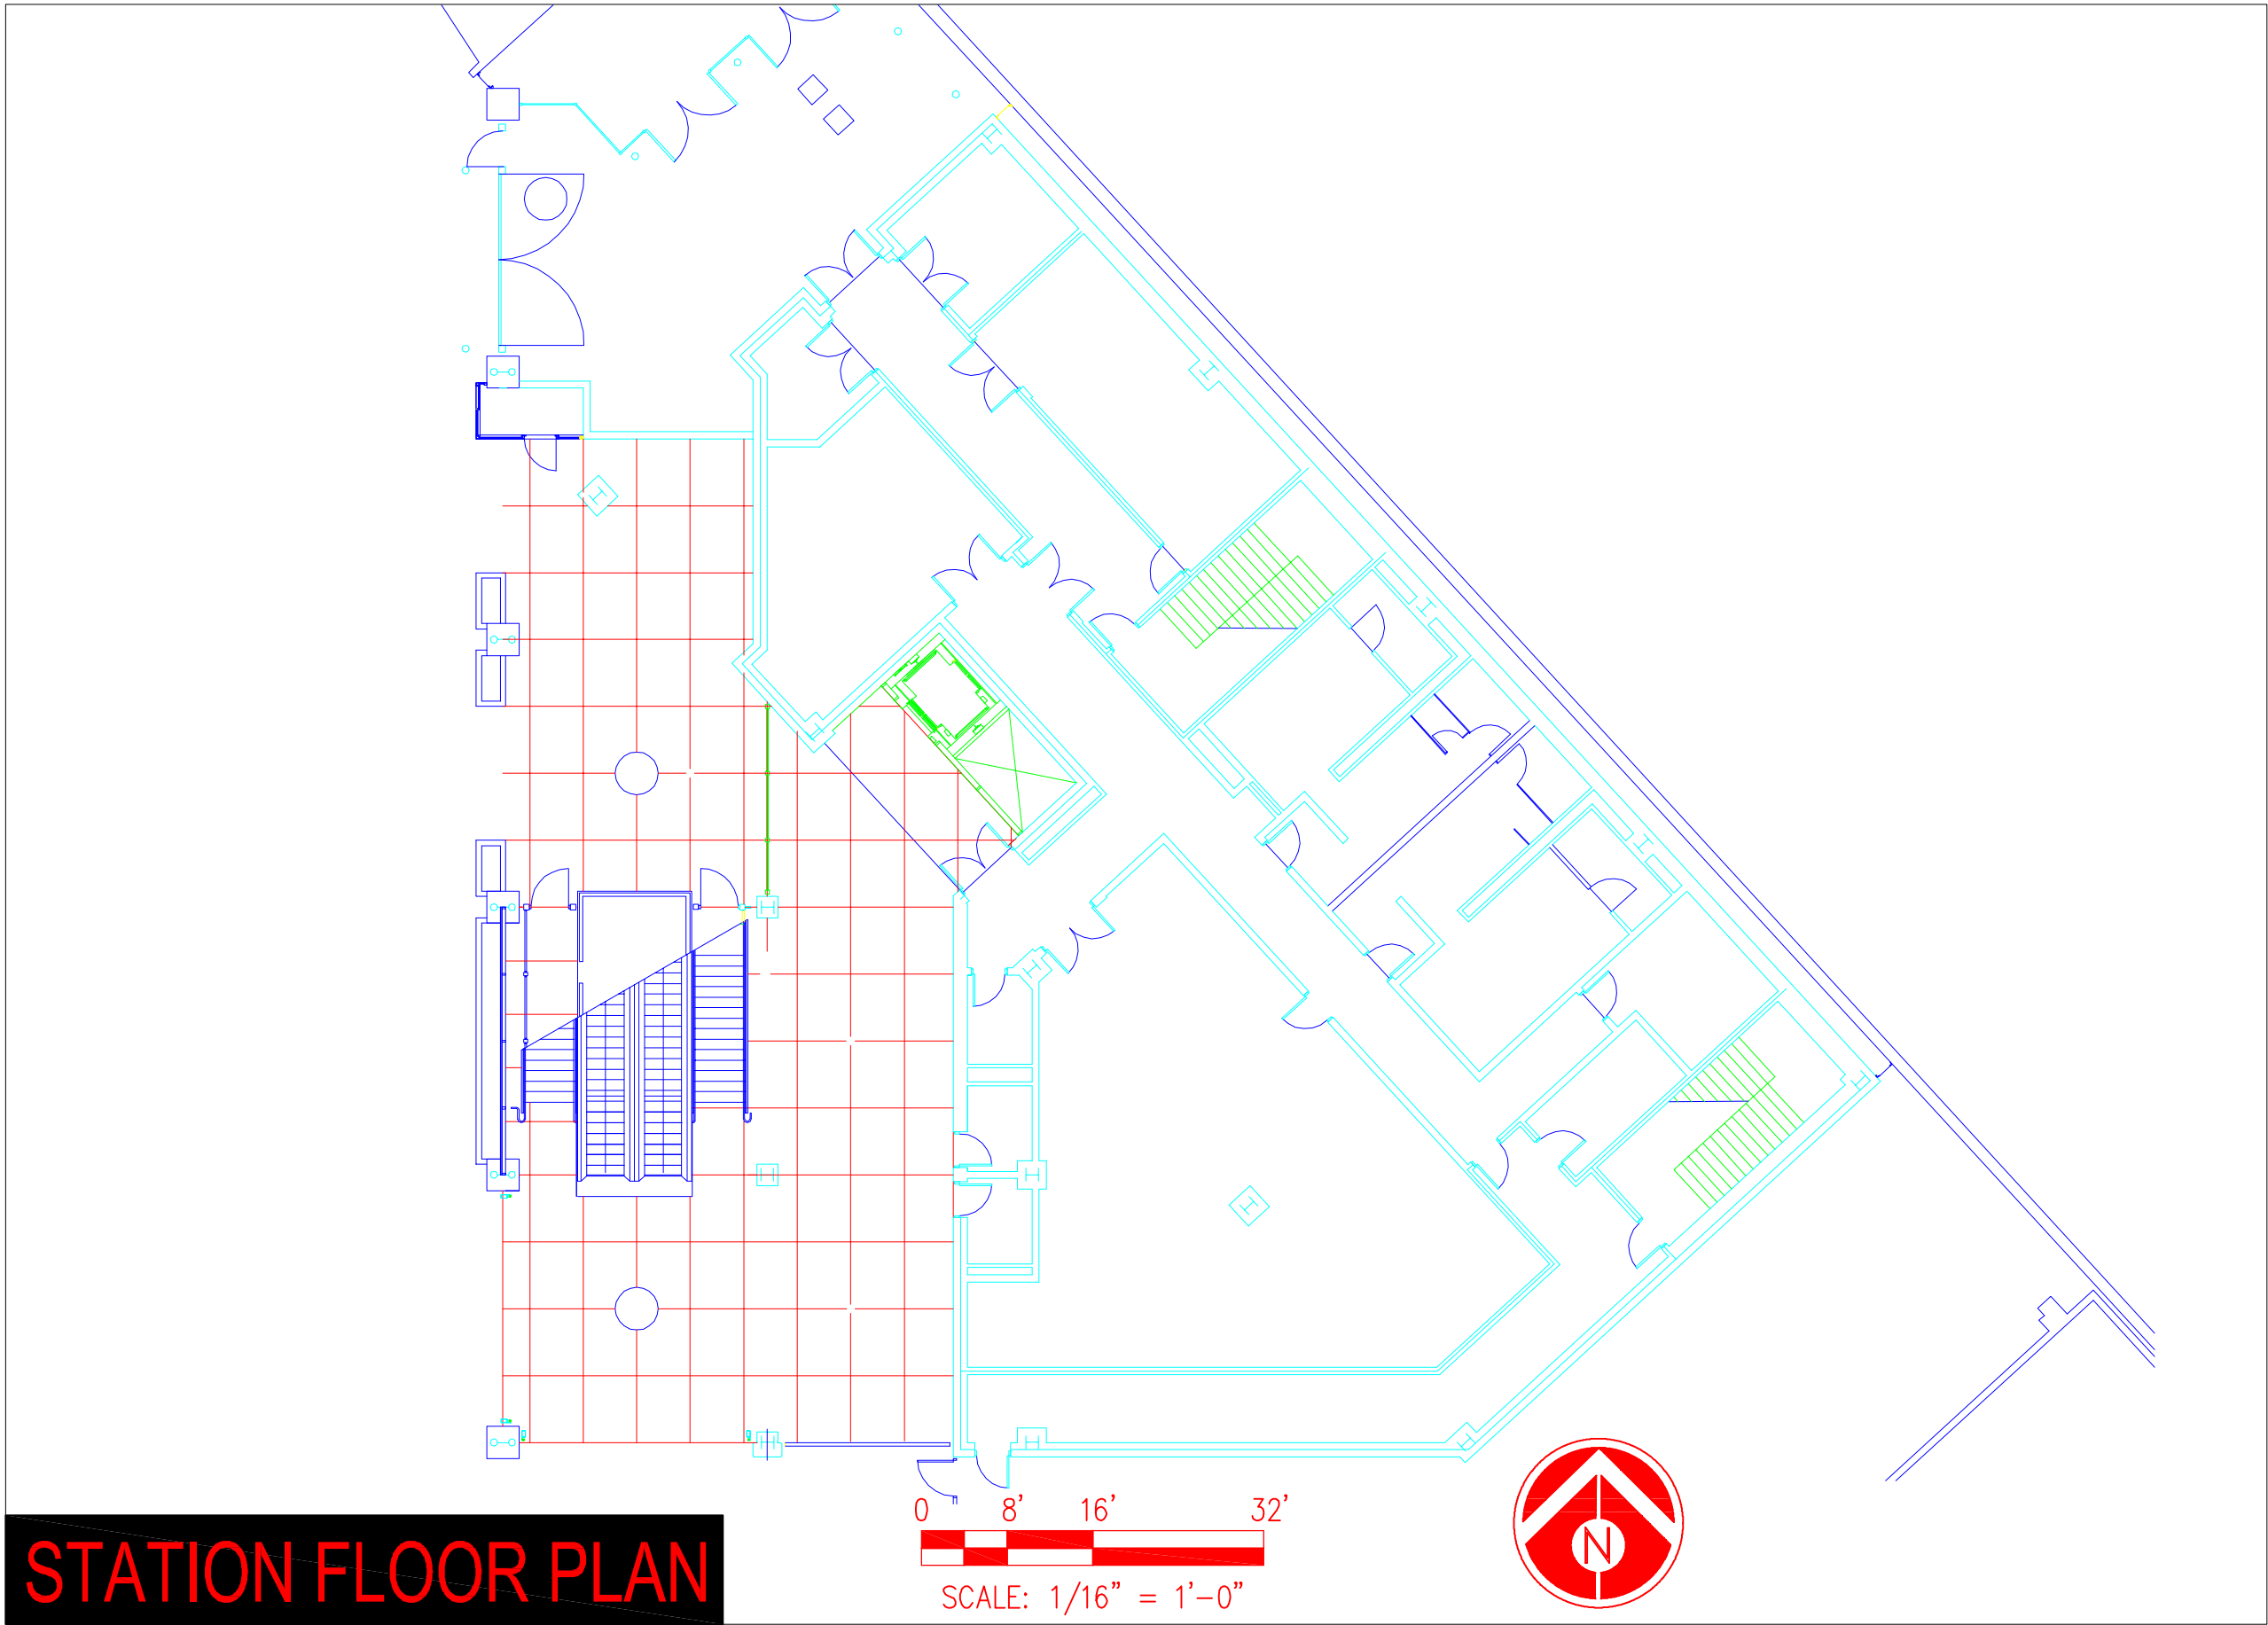 0 8' 16' 32'
SCALE: 1/16" = 1'-0"
N
STATION FLOOR PLAN